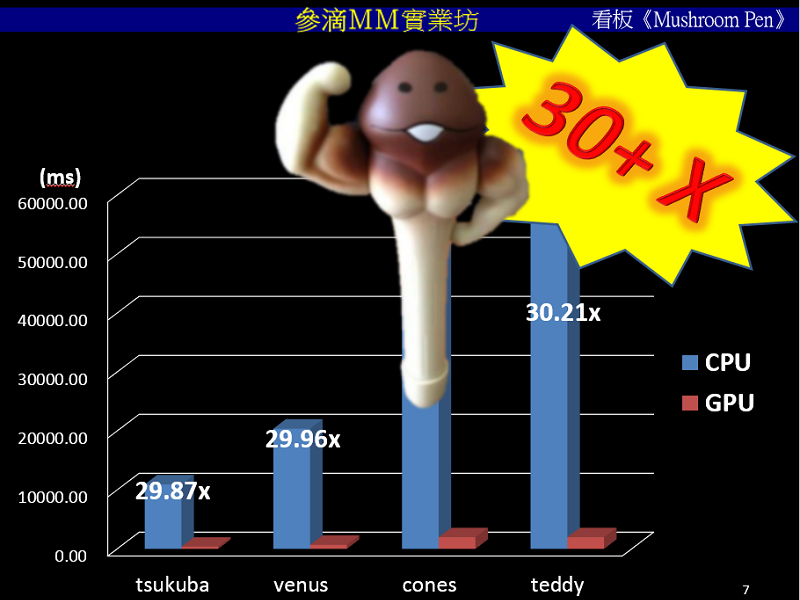 參滴MM實業坊
看板《Mushroom Pen》
30+ X
(ms)
60000.00
50000.00
40000.00
30000.00
20000.00
10000.00
0.00
29.87x
29.96x
30.21x
CPU
GPU
tsukuba
venus
cones
teddy
7